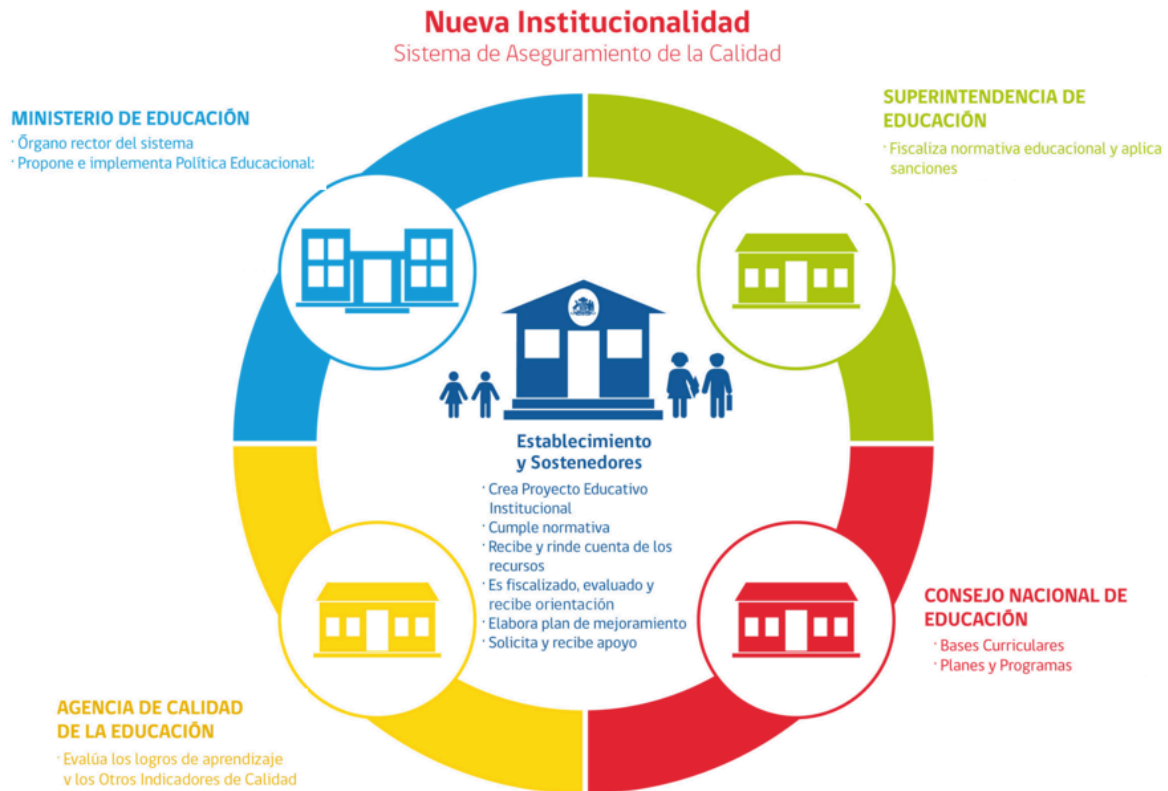 Nueva Institucionalidad
Sistema de Aseguramiento de la Calidad
MINISTERIO DE EDUCACIÓN
· Órgano rector del sistema
· Propone e implementa Política Educacional:
SUPERINTENDENCIA DE
EDUCACIÓN
· Fiscaliza normativa educacional y aplica
sanciones
Establecimiento
y Sostenedores
· Crea Proyecto Educativo
Institucional
· Cumple normativa
· Recibe y rinde cuenta de los
recursos
· Es fiscalizado, evaluado y
recibe orientación
· Elabora plan de mejoramiento
· Solicita y recibe apoyo
CONSEJO NACIONAL DE
EDUCACIÓN
· Bases Curriculares
· Planes y Programas
AGENCIA DE CALIDAD
DE LA EDUCACIÓN
· Evalúa los logros de aprendizaje
y los Otros Indicadores de Calidad